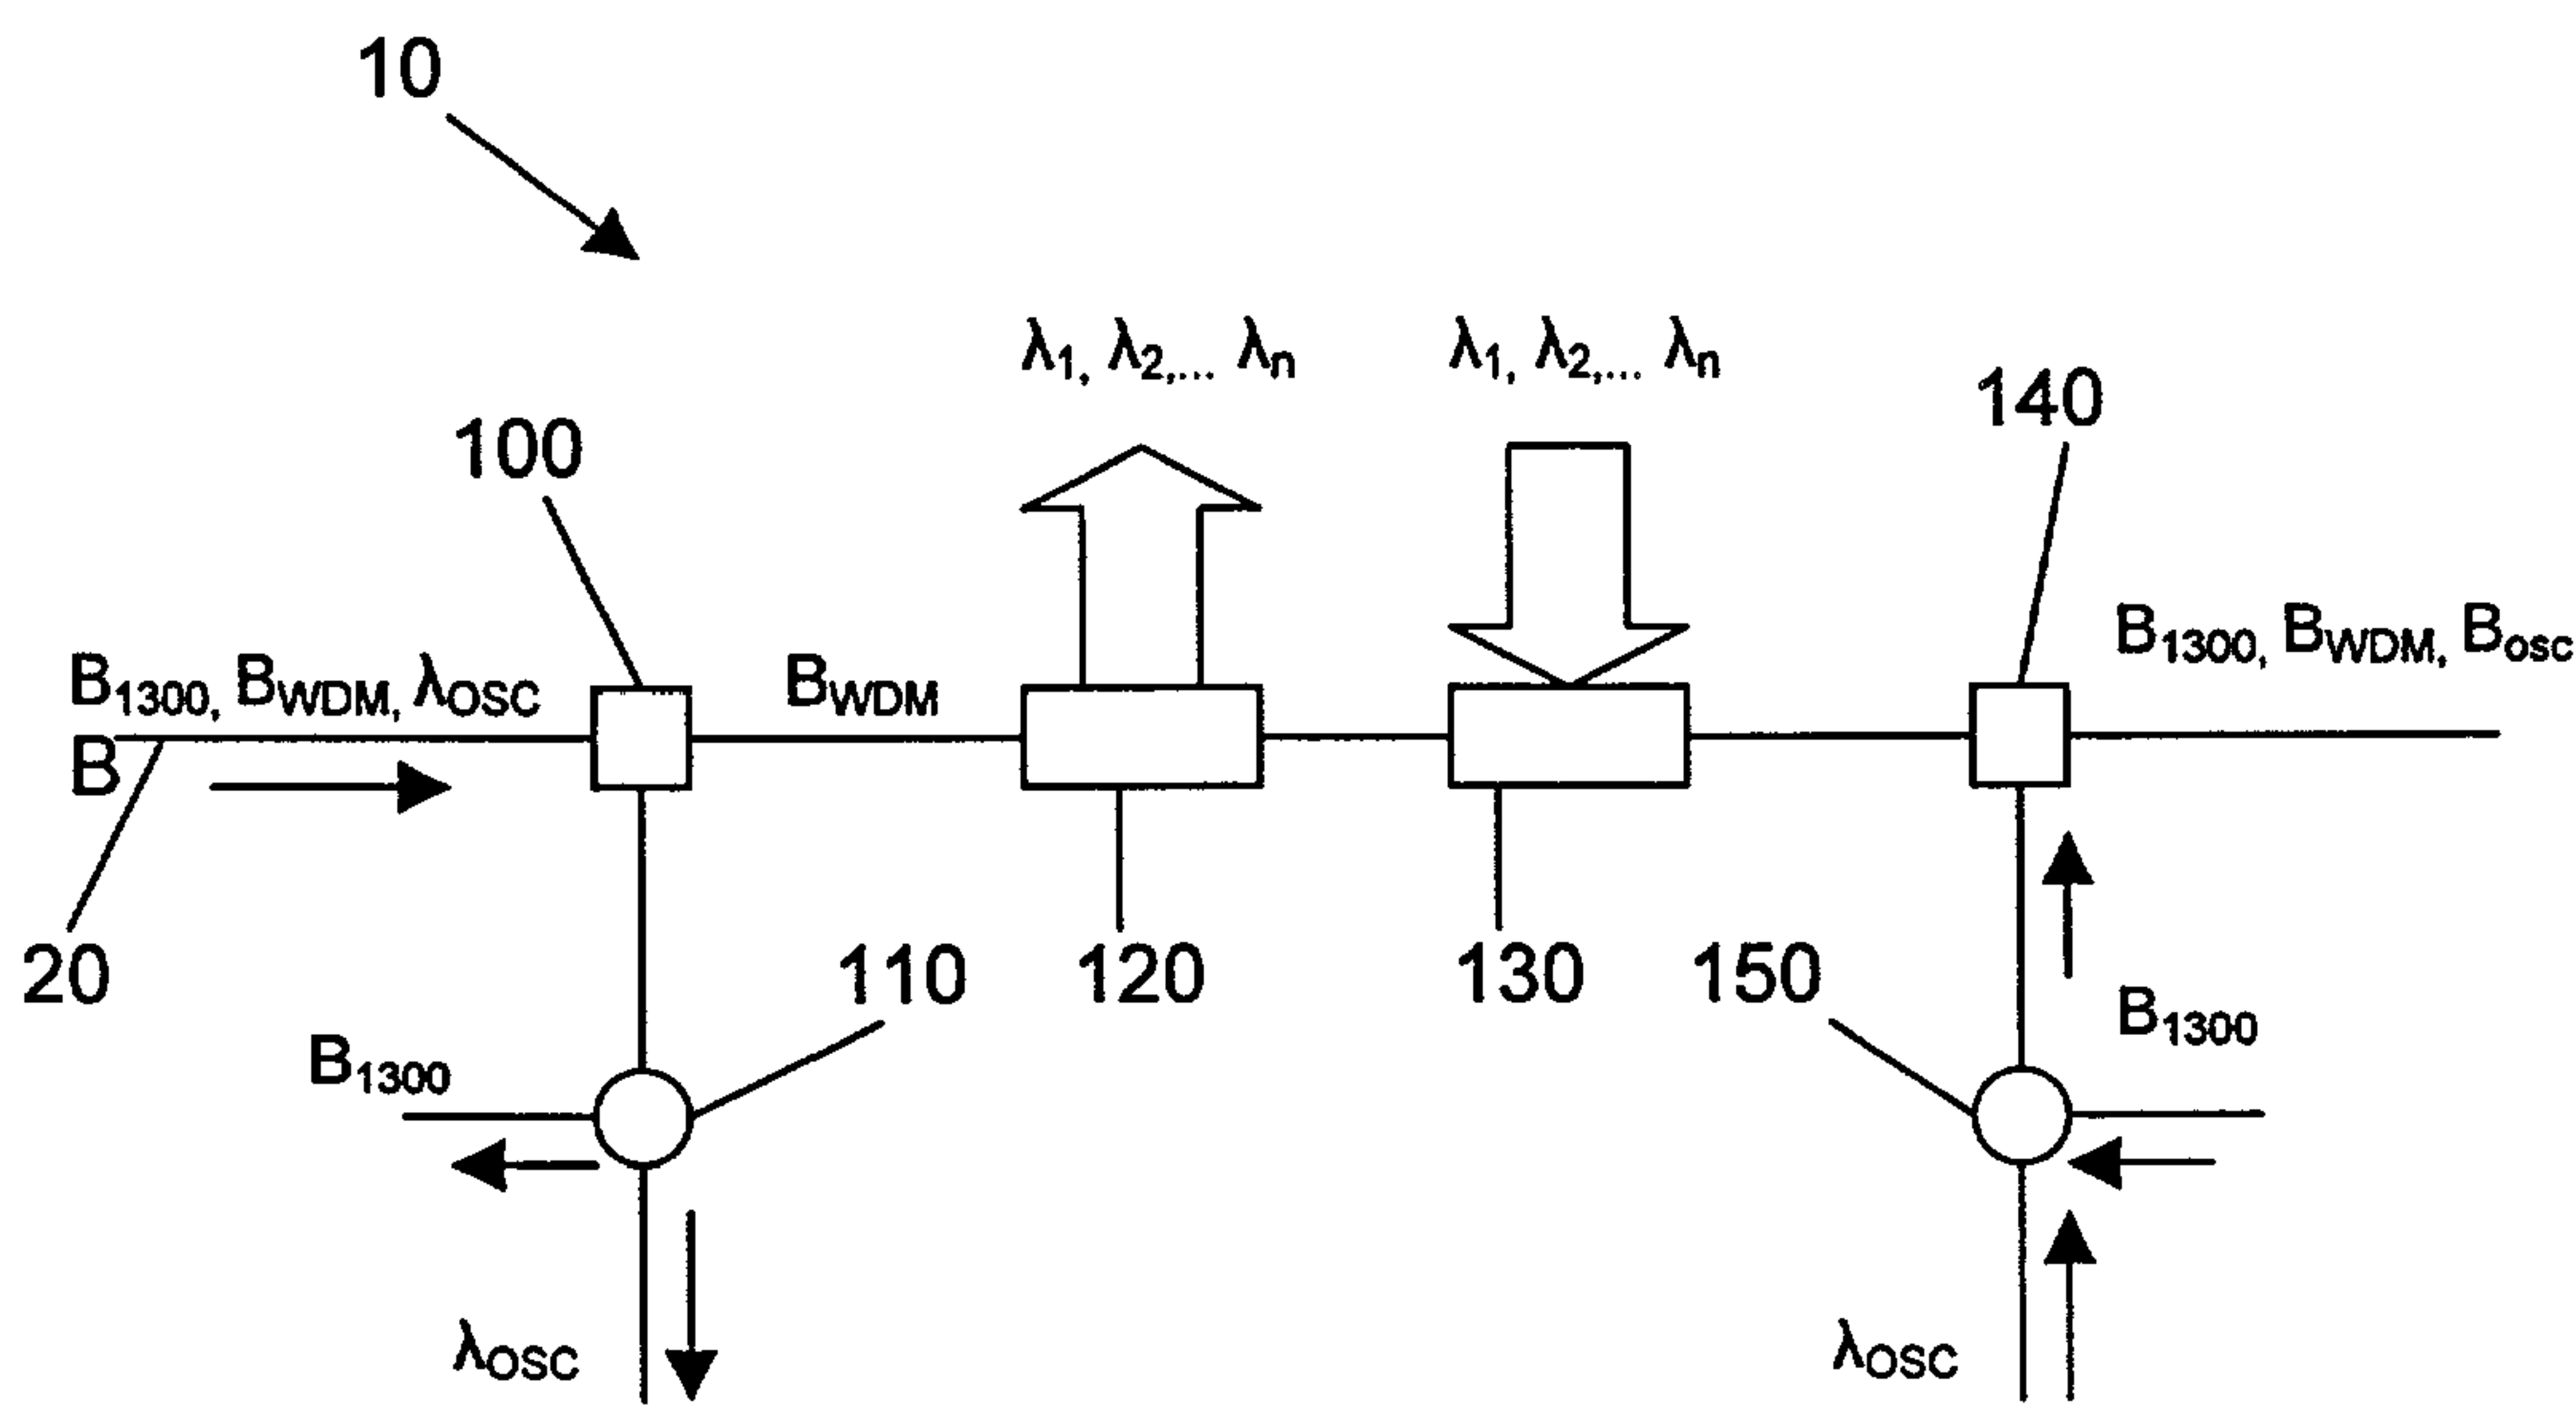 10
λ1, λ2,... λn
λ1, λ2,... λn
140
100
B1300, BWDM, λOSC
BWDM
B1300, BWDM, Bosc
B
20
110
120
130
150
B1300
B1300
λOSC
λOSC